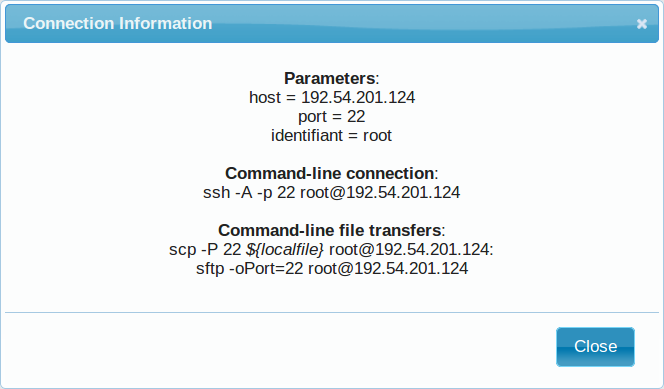 Connection Information
Parameters:
host = 192.54.201.124
port = 22
identifiant = root
Command-line connection:
ssh -A -p 22 root@192.54.201.124
Command-line file transfers:
scp -P 22 ${localfile} root@192.54.201.124:
sftp -oPort=22 root@192.54.201.124
Close